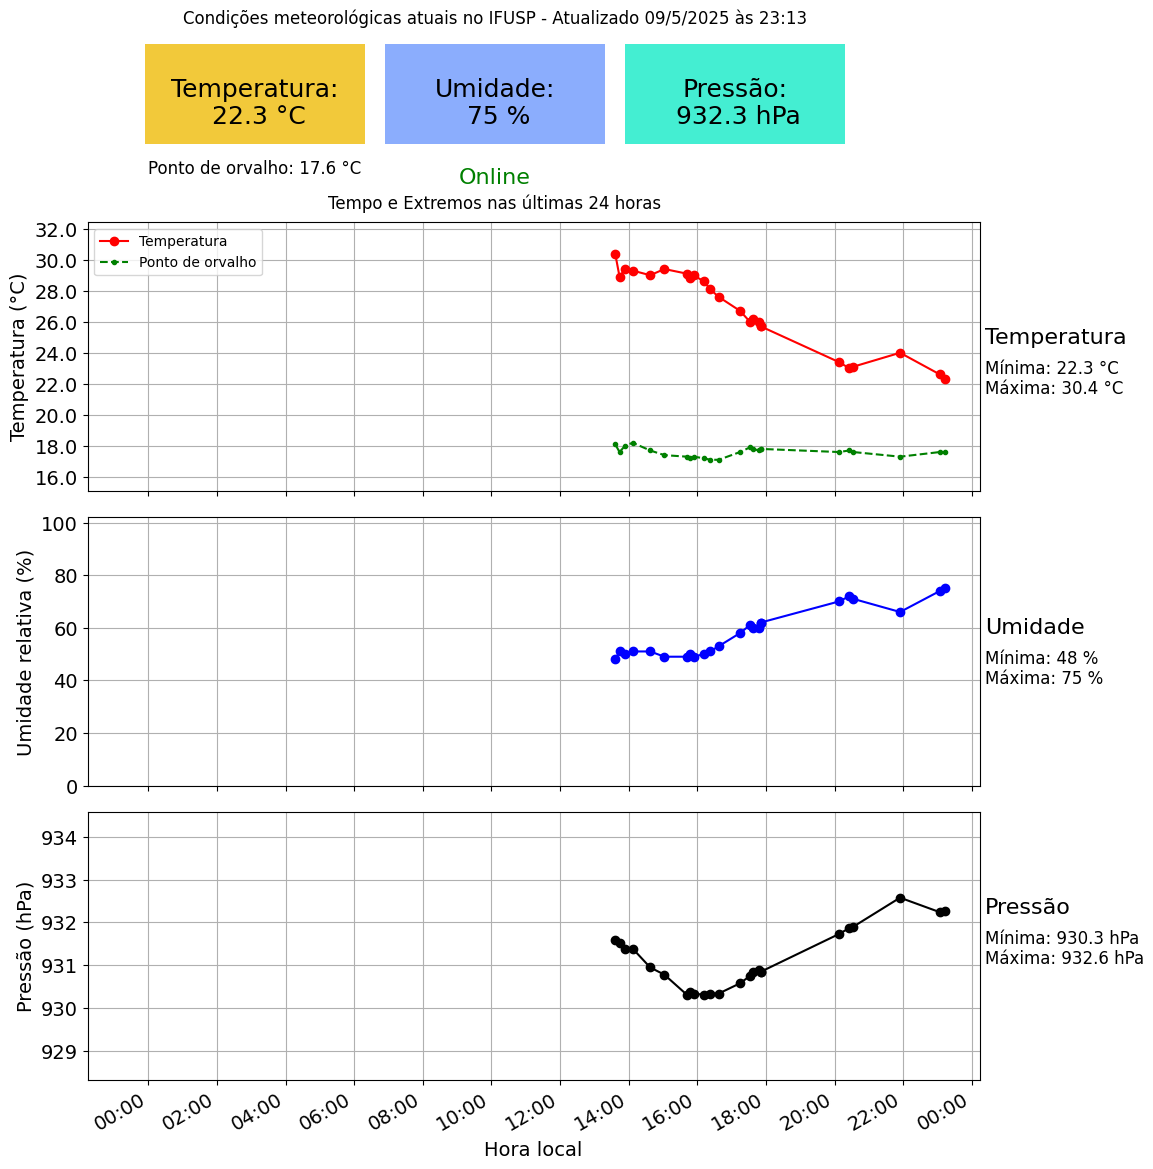 Condições meteorológicas atuais no IFUSP - Atualizado 09/5/2025 às 23:13
Temperatura:
22.3 °C
Umidade:
75 %
Pressão:
932.3 hPa
Ponto de orvalho: 17.6 °C
Online
Tempo e Extremos nas últimas 24 horas
Temperatura (°C)
32.0
30.0
28.0
26.0
24.0
22.0
20.0
18.0
16.0
Temperatura
Ponto de orvalho
Temperatura
Mínima: 22.3 °C
Máxima: 30.4 °C
Umidade relativa (%)
100
80
60
40
20
0
Umidade
Mínima: 48 %
Máxima: 75 %
Pressão (hPa)
934
933
932
931
930
929
Pressão
Mínima: 930.3 hPa
Máxima: 932.6 hPa
00:00 02:00 04:00 06:00 08:00 10:00 12:00 14:00 16:00 18:00 20:00 22:00 00:00
Hora local